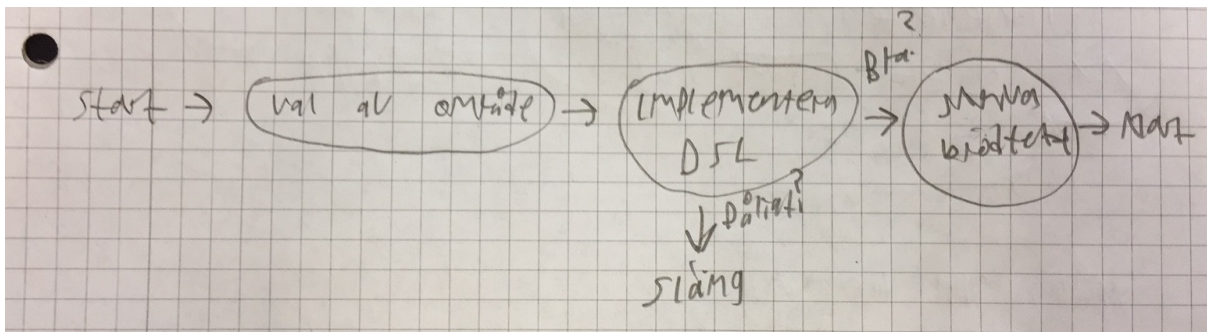 Start → val av område → Implementera DSL
Bra?
skriva brödtext → klart
Dåligt?
släng